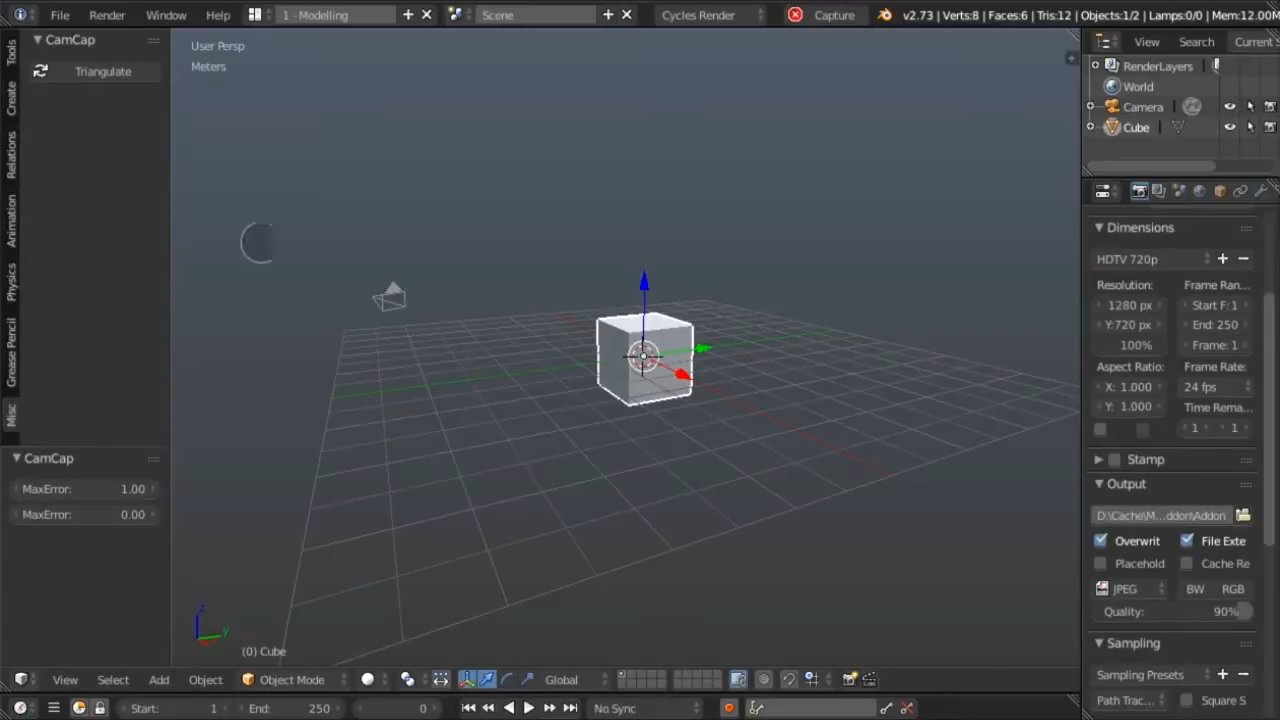 File Render Window Help 1 - Modelling Scene Cycles Render Capture v2.73 | Verts:8 | Faces:6 | Tris:12 | Objects:1/2 | Lamps:0/0 | Mem:12.00M
CamCap
Triangulate
Tools
Create
Relations
Animation
Physics
Grease Pencil
Misc
CamCap
MaxError: 1.00
MaxError: 0.00
User Persp
Meters
z
y
(0) Cube
View Search Current
RenderLayers
World
Camera
Cube
Dimensions
HDTV 720p
Resolution: Frame Ran...
1280 px Start F: 1
Y:720 px End: 250
100% Frame: 1
Aspect Ratio: Frame Rate:
X: 1.000 24 fps
Y: 1.000 Time Rema...
1 1
Stamp
Output
D:\Cache\M...ddon\Addon
Overwrit File Exte
Placehold Cache Re
JPEG BW RGB
Quality: 90%
Sampling
Sampling Presets
Path Trac... Square S
View Select Add Object Object Mode Global
Start: 1 End: 250 0 No Sync